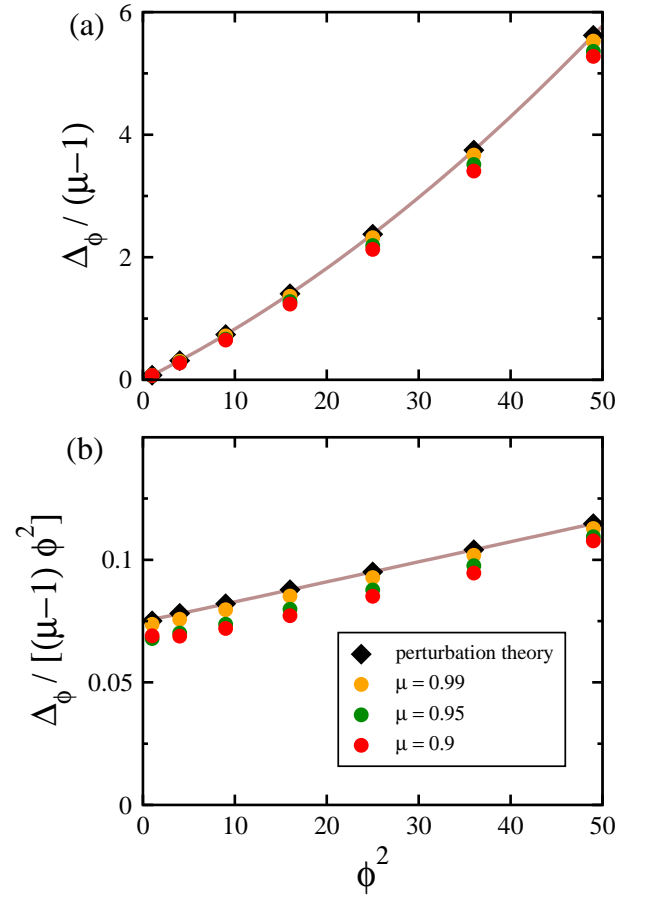 (a)
6
4
2
0
0 10 20 30 40 50
Δ_ϕ / (μ−1)
(b)
0.1
0.05
0
Δ_ϕ / [(μ−1) ϕ²]
perturbation theory
μ = 0.99
μ = 0.95
μ = 0.9
0 10 20 30 40 50
ϕ²